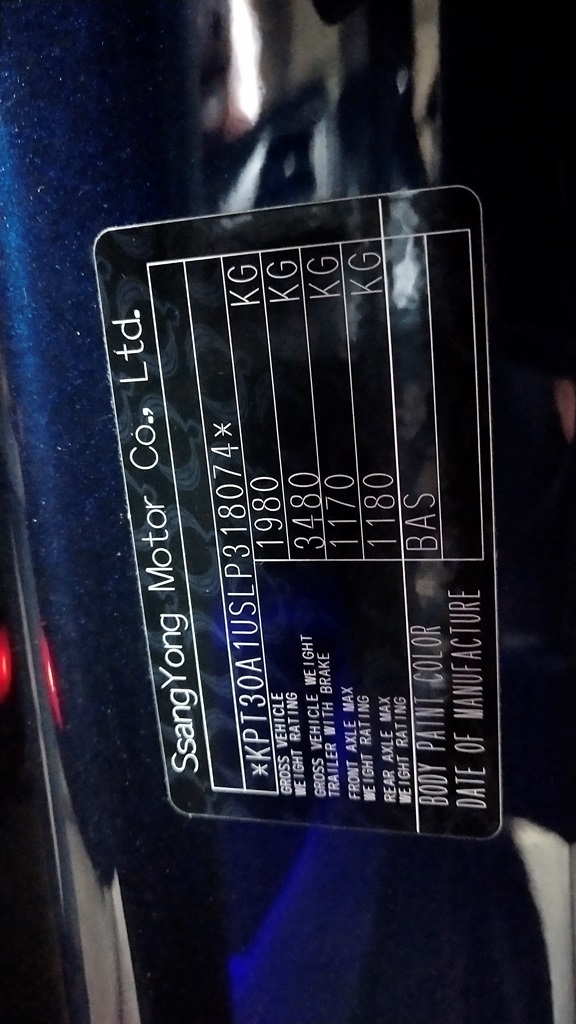 SsangYong Motor Co., Ltd.
*KPT30A1USLP318074*
GROSS VEHICLE
WEIGHT RATING 1980 KG
GROSS VEHICLE WEIGHT
TRAILER WITH BRAKE 3480 KG
FRONT AXLE MAX
WEIGHT RATING 1170 KG
REAR AXLE MAX
WEIGHT RATING 1180 KG
BODY PAINT COLOR BAS
DATE OF MANUFACTURE